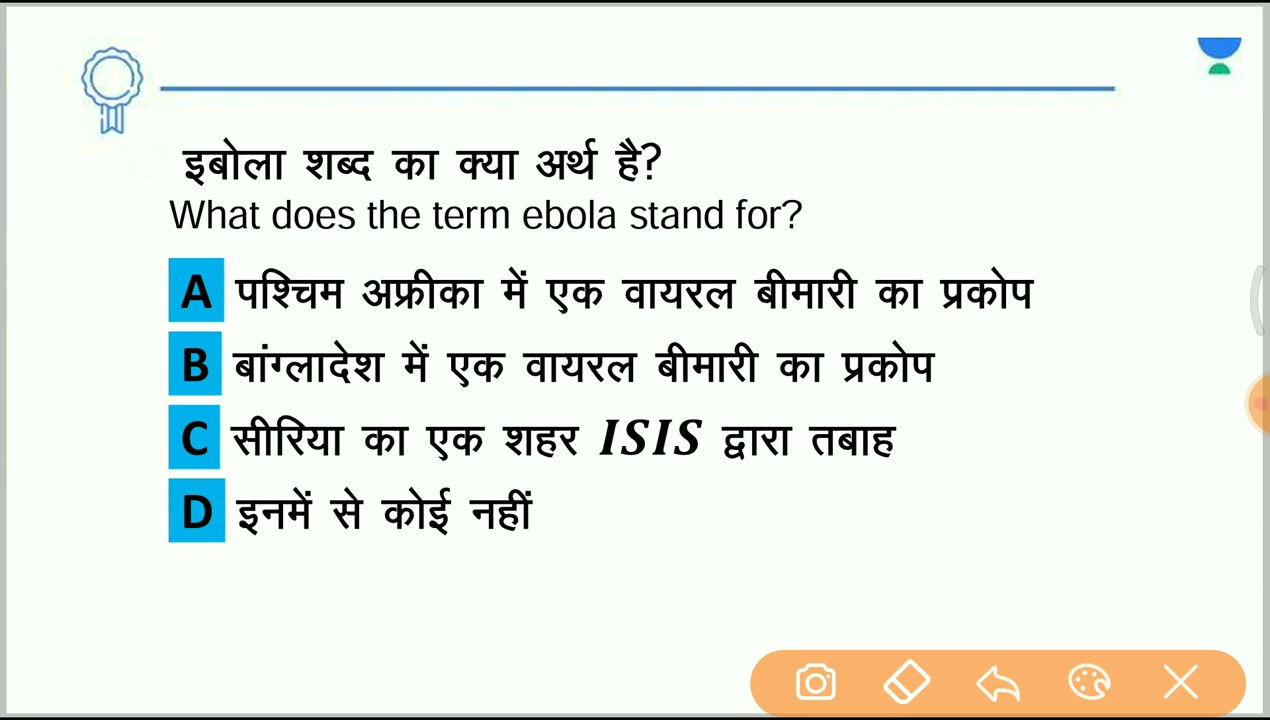 इबोला शब्द का क्या अर्थ है?
What does the term ebola stand for?
A पश्चिम अफ्रीका में एक वायरल बीमारी का प्रकोप
B बांग्लादेश में एक वायरल बीमारी का प्रकोप
C सीरिया का एक शहर ISIS द्वारा तबाह
D इनमें से कोई नहीं